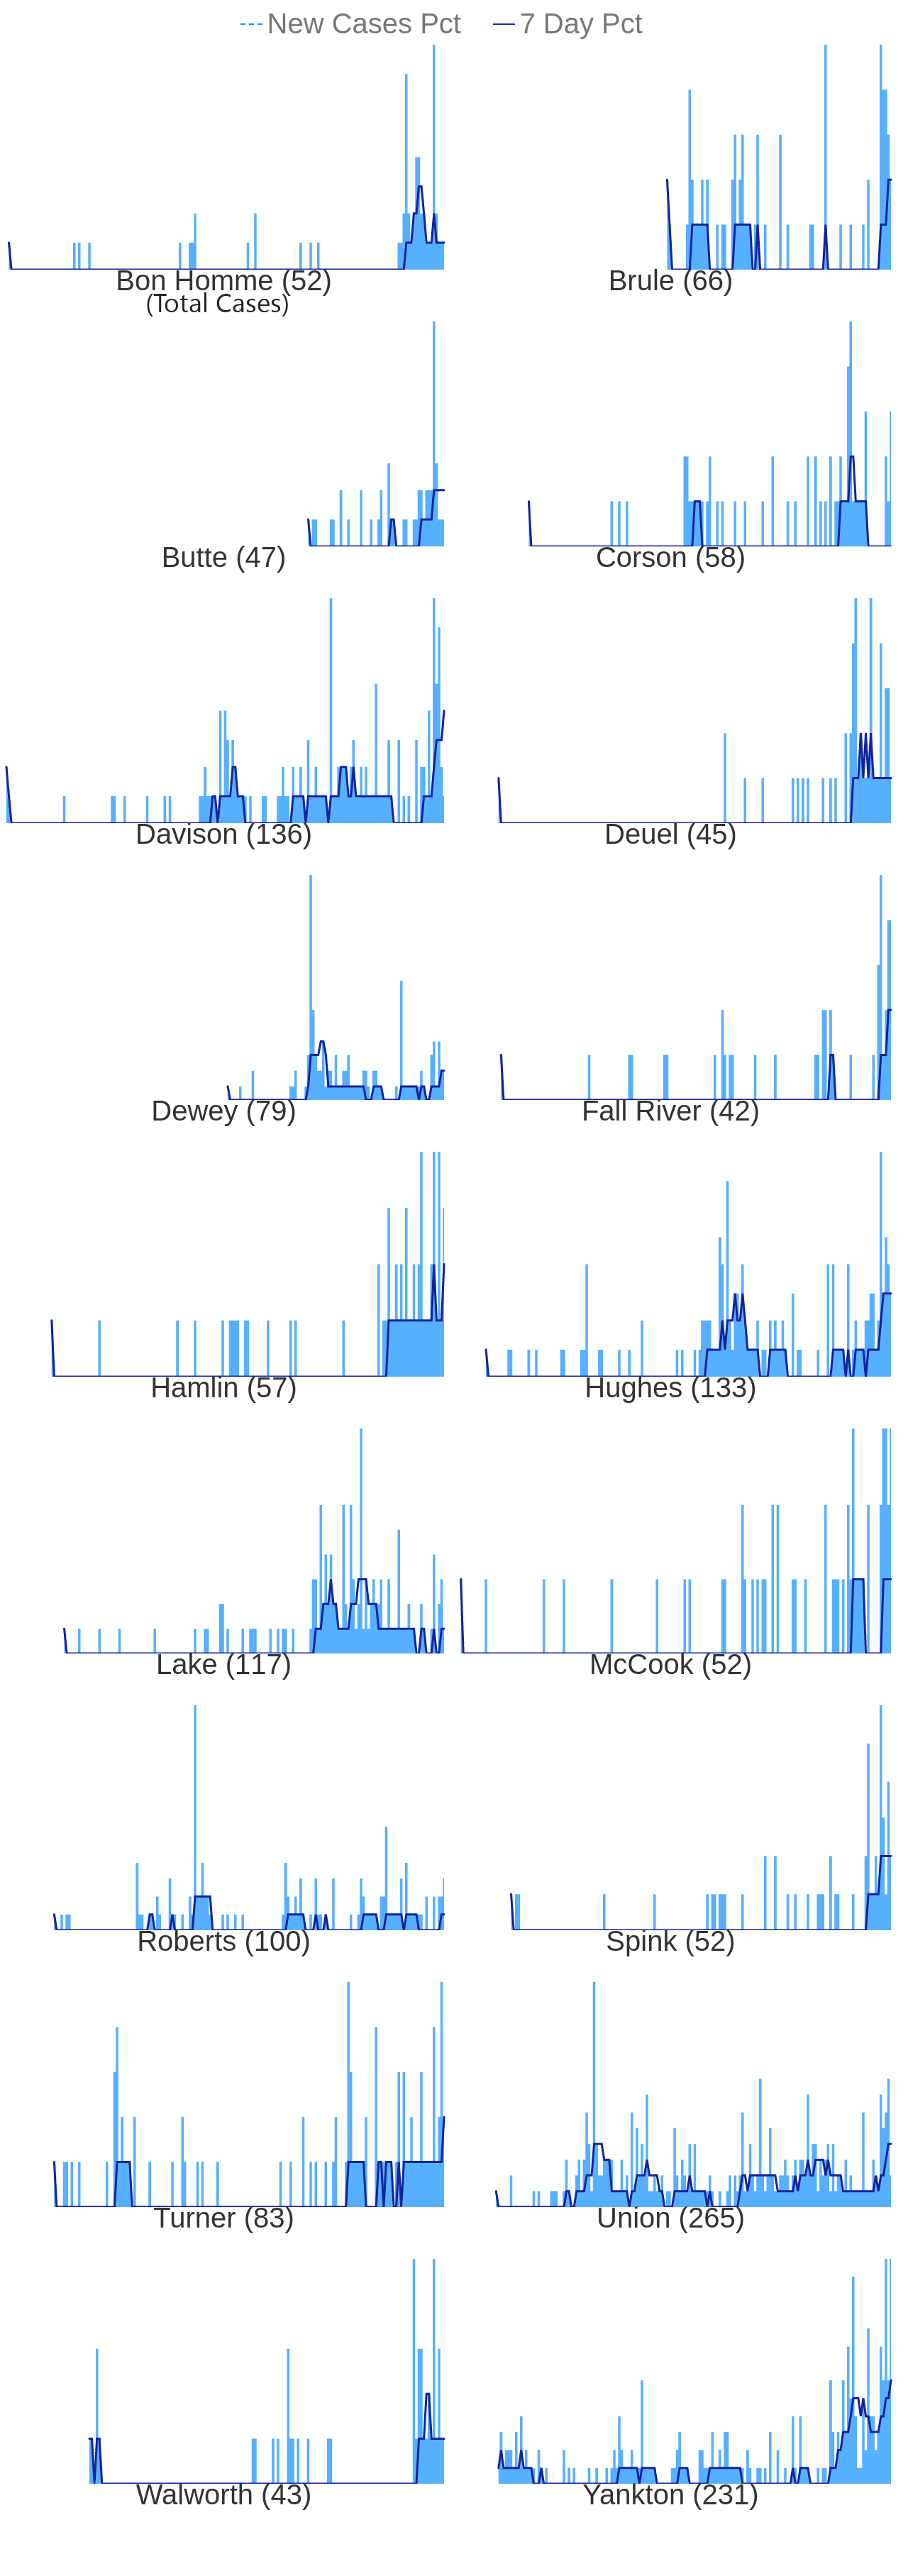 New Cases Pct 7 Day Pct
Bon Homme (52) Brule (66)
(Total Cases)
Butte (47) Corson (58)
Davison (136) Deuel (45)
Dewey (79) Fall River (42)
Hamlin (57) Hughes (133)
Lake (117) McCook (52)
Roberts (100) Spink (52)
Turner (83) Union (265)
Walworth (43) Yankton (231)